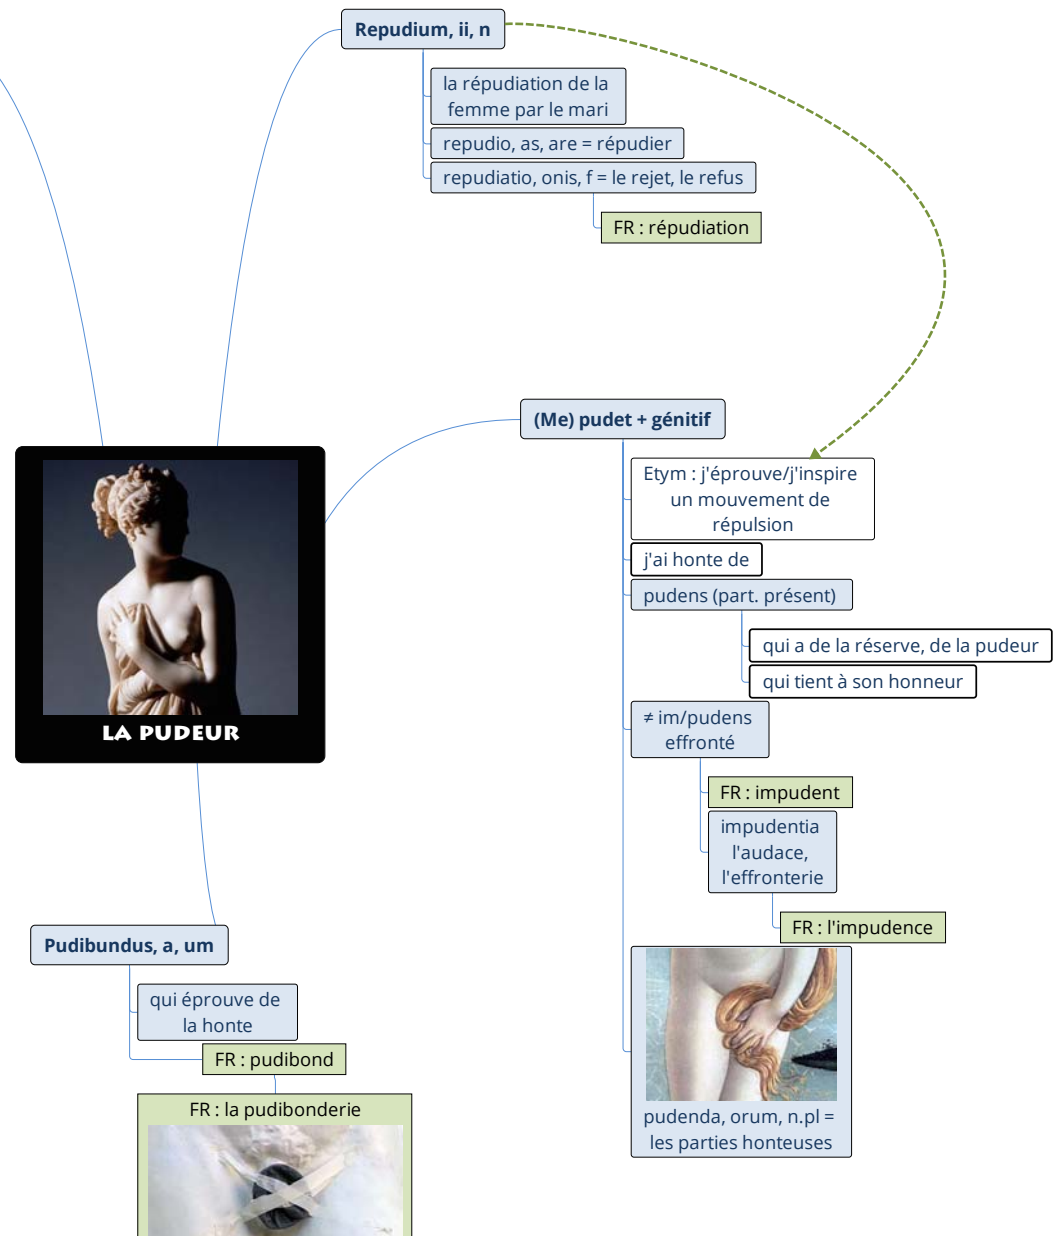 Repudium, ii, n
la répudiation de la
femme par le mari
repudio, as, are = répudier
repudiatio, onis, f = le rejet, le refus
FR : répudiation
(Me) pudet + génitif
Etym : j'éprouve/j'inspire
un mouvement de
répulsion
j'ai honte de
pudens (part. présent)
qui a de la réserve, de la pudeur
qui tient à son honneur
≠ im/pudens
effronté
FR : impudent
impudentia
l'audace,
l'effronterie
FR : l'impudence
pudenda, orum, n.pl =
les parties honteuses
LA PUDEUR
Pudibundus, a, um
qui éprouve de
la honte
FR : pudibond
FR : la pudibonderie